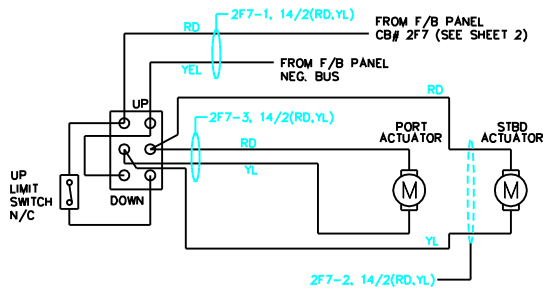 2F7-1, 14/2(RD,YL)
RD
FROM F/B PANEL
CB# 2F7 (SEE SHEET 2)
YEL
FROM F/B PANEL
NEG. BUS
RD
UP
2F7-3, 14/2(RD,YL)
PORT
ACTUATOR
STBD
ACTUATOR
RD
YL
UP
LIMIT
SWITCH
N/C
M
M
DOWN
YL
2F7-2, 14/2(RD,YL)